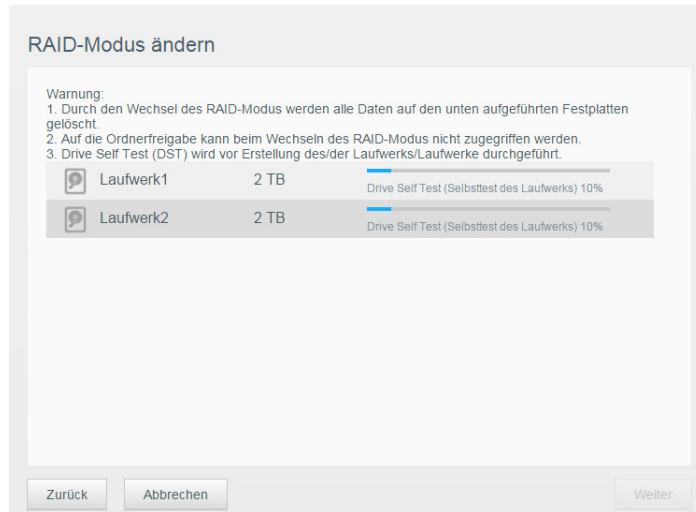 RAID-Modus ändern
Warnung:
1. Durch den Wechsel des RAID-Modus werden alle Daten auf den unten aufgeführten Festplatten
gelöscht.
2. Auf die Ordnerfreigabe kann beim Wechseln des RAID-Modus nicht zugegriffen werden.
3. Drive Self Test (DST) wird vor Erstellung des/der Laufwerks/Laufwerke durchgeführt.
Laufwerk1 2 TB Drive Self Test (Selbsttest des Laufwerks) 10%
Laufwerk2 2 TB Drive Self Test (Selbsttest des Laufwerks) 10%
Zurück Abbrechen Weiter